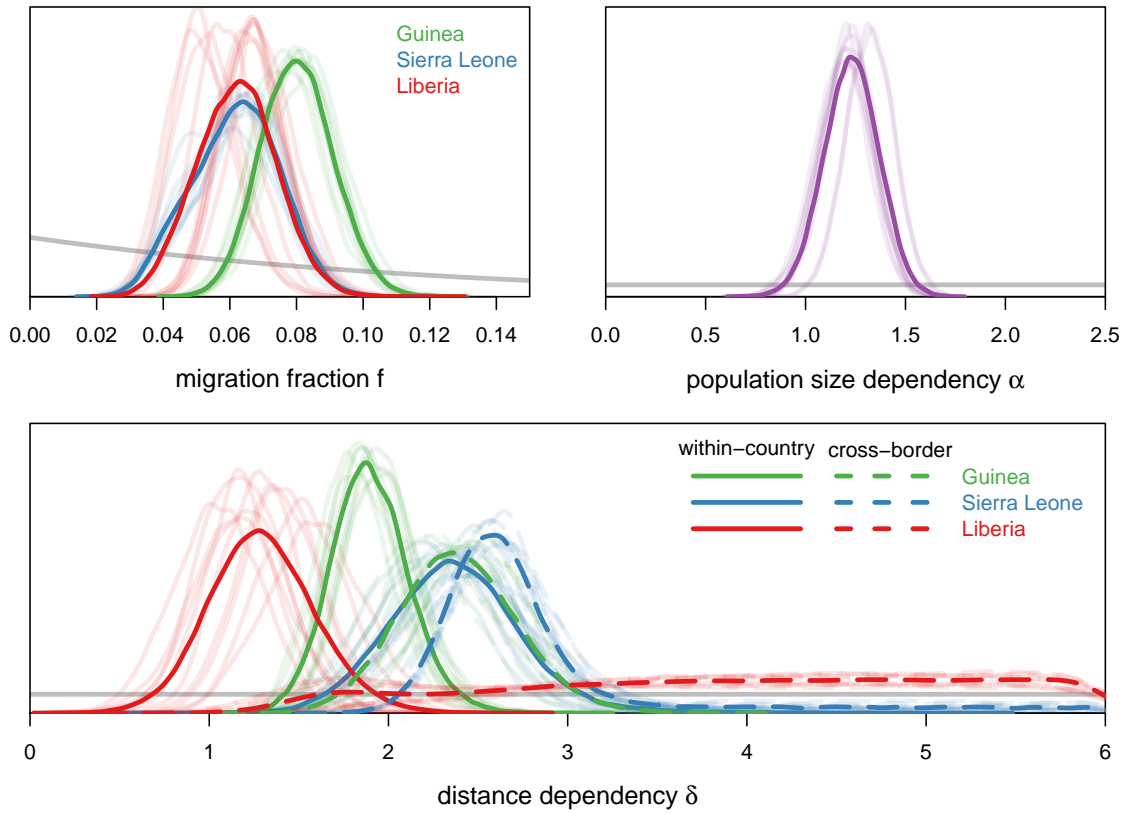 Guinea
Sierra Leone
Liberia
0.00 0.02 0.04 0.06 0.08 0.10 0.12 0.14
migration fraction f
0.0 0.5 1.0 1.5 2.0 2.5
population size dependency α
within-country cross-border
Guinea
Sierra Leone
Liberia
0 1 2 3 4 5 6
distance dependency δ